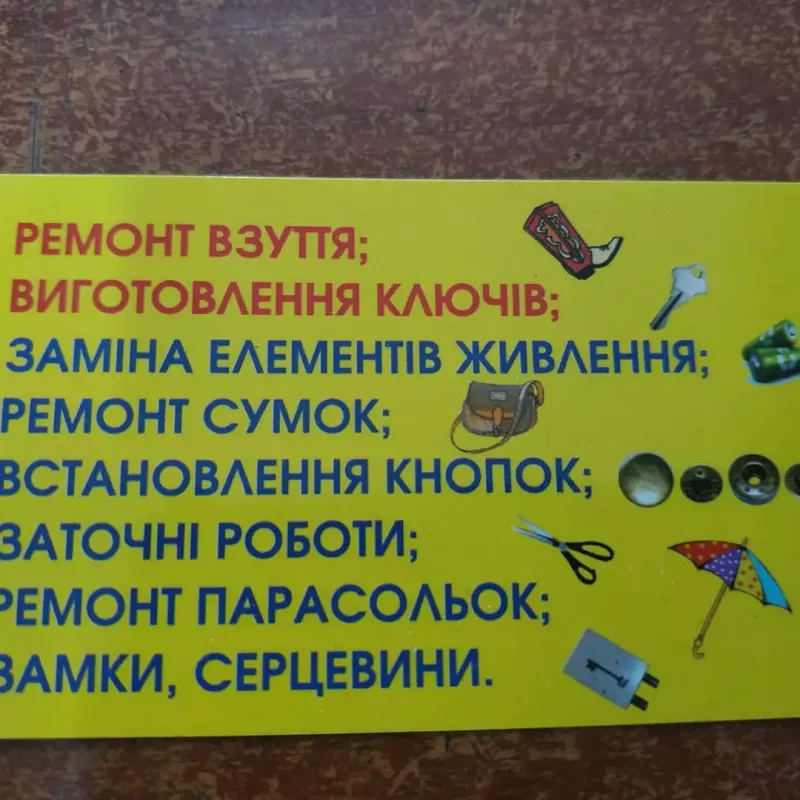 РЕМОНТ ВЗУТТЯ;
ВИГОТОВЛЕННЯ КЛЮЧІВ;
ЗАМІНА ЕЛЕМЕНТІВ ЖИВЛЕННЯ;
РЕМОНТ СУМОК;
ВСТАНОВЛЕННЯ КНОПОК;
ЗАТОЧНІ РОБОТИ;
РЕМОНТ ПАРАСОЛЬОК;
ЗАМКИ, СЕРЦЕВИНИ.